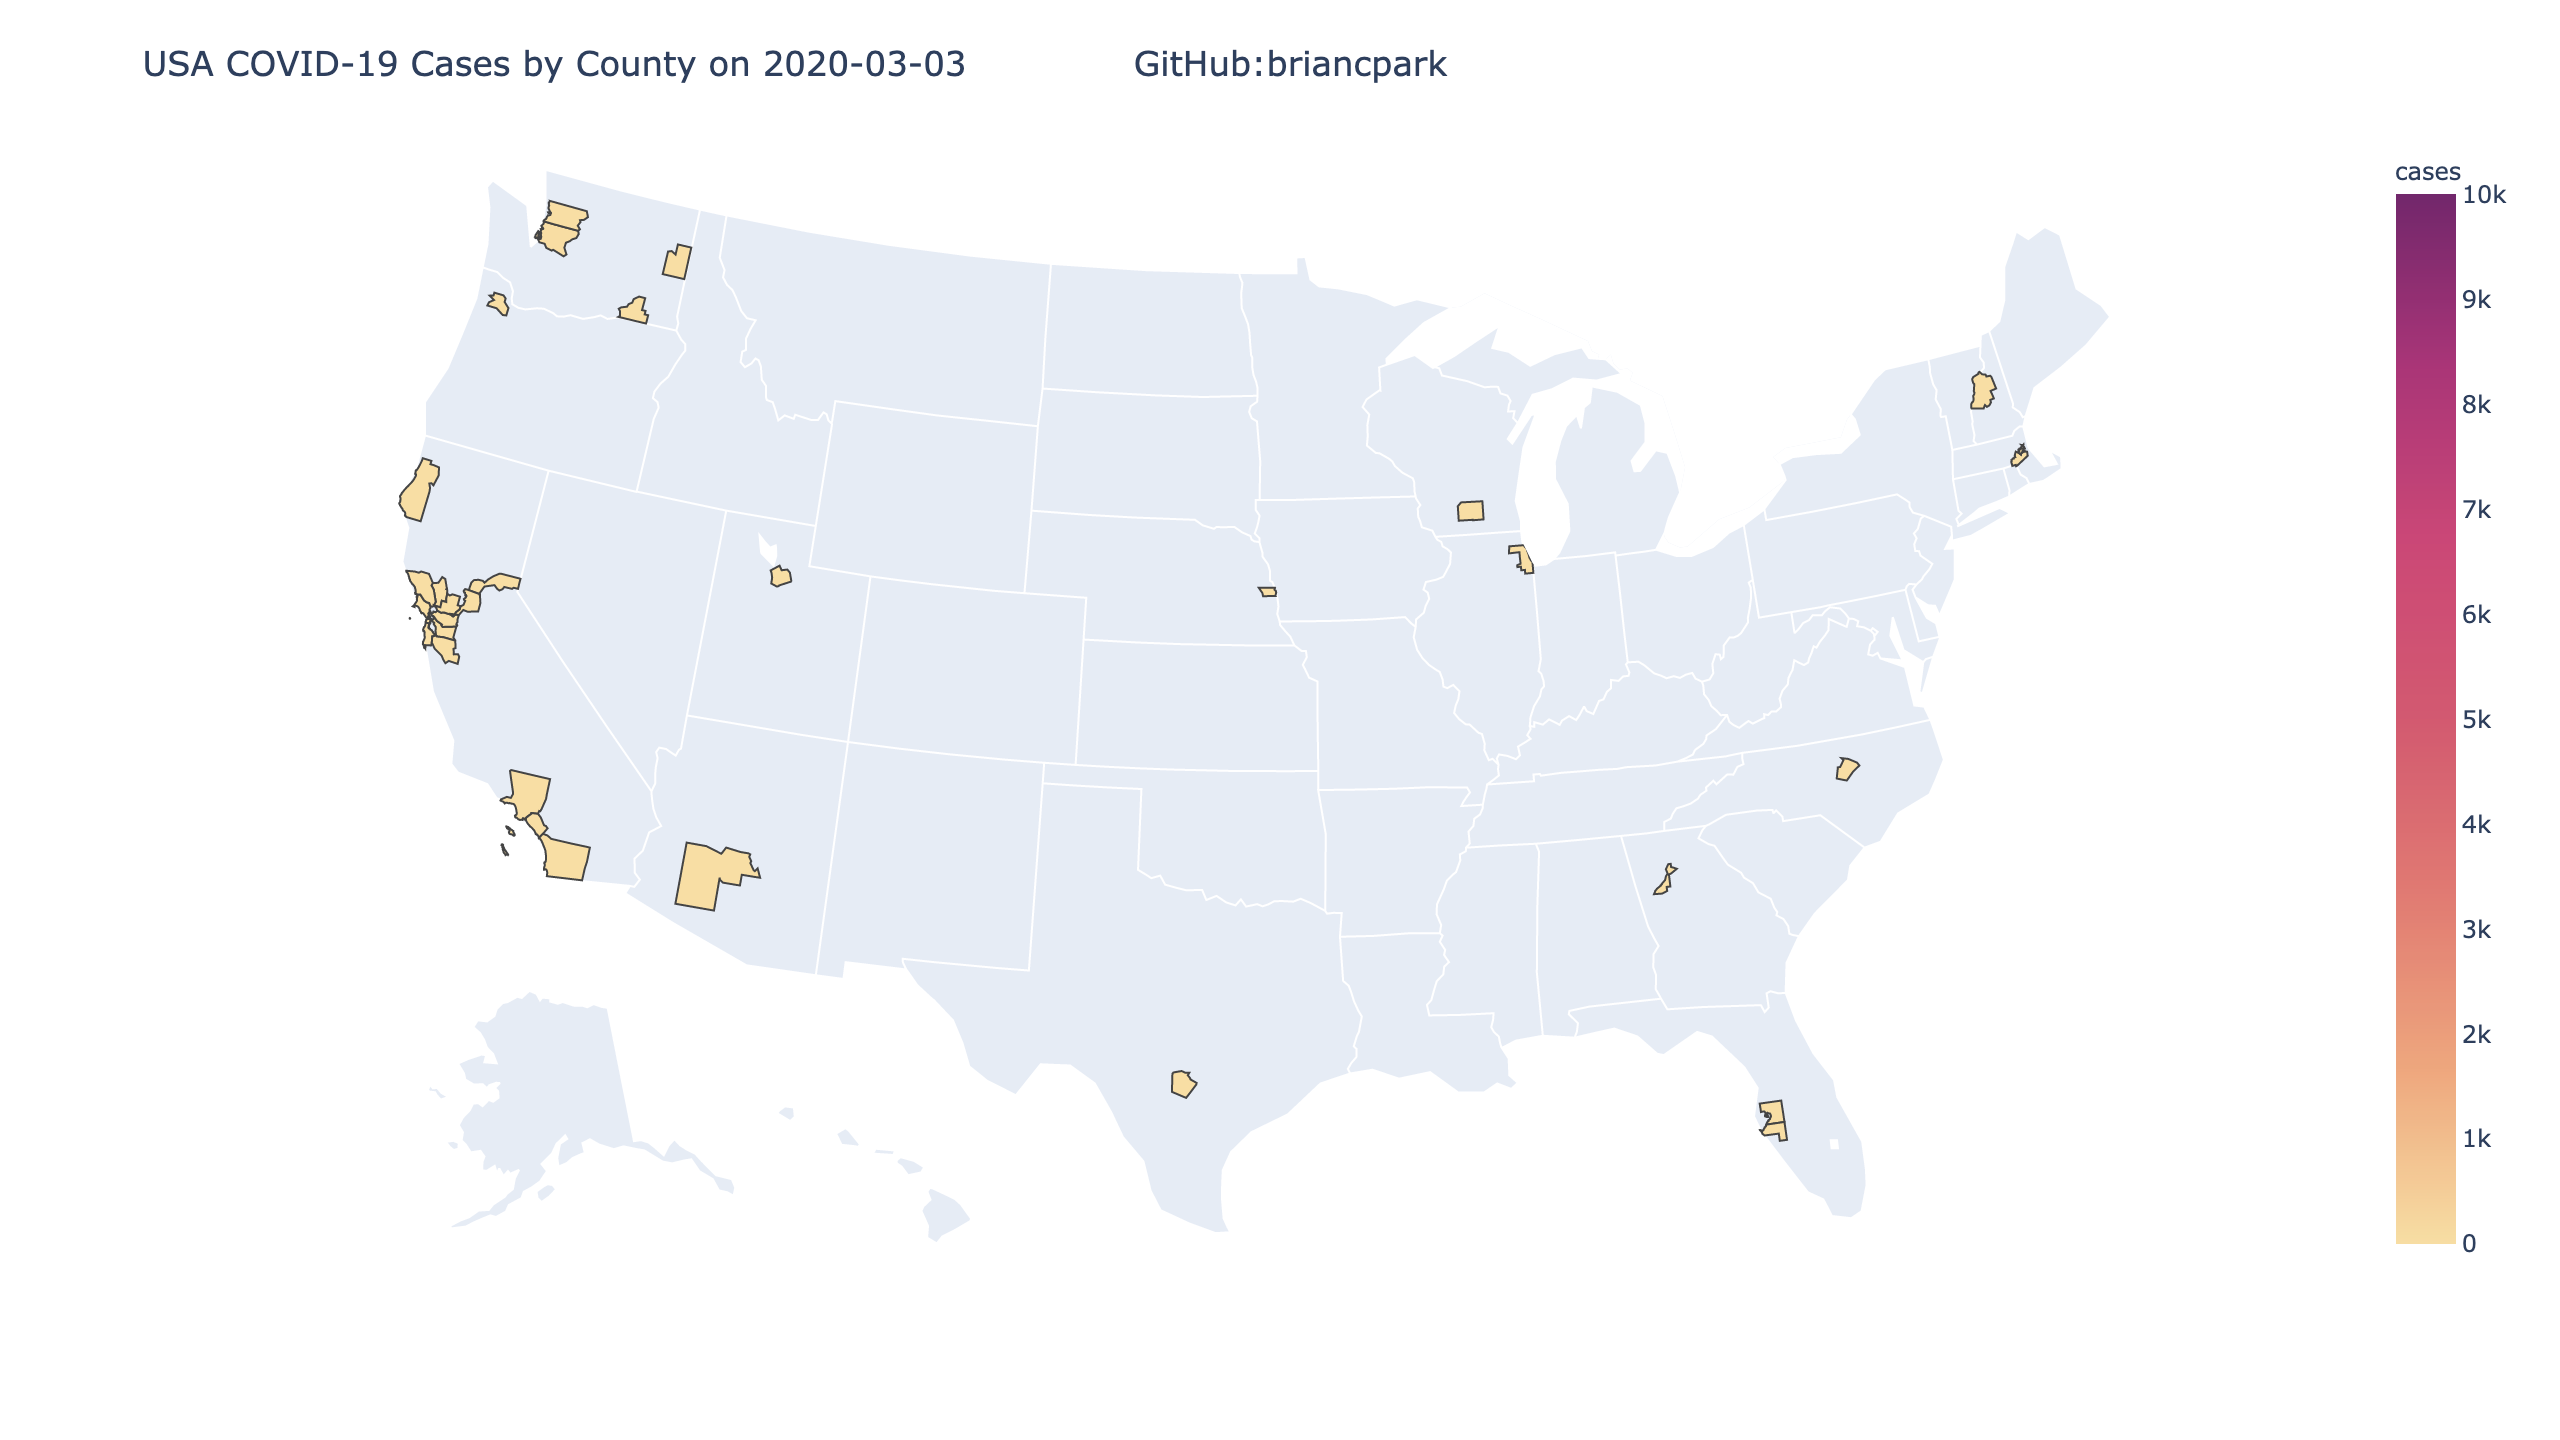 USA COVID-19 Cases by County on 2020-03-03 GitHub:briancpark
cases
10k
9k
8k
7k
6k
5k
4k
3k
2k
1k
0